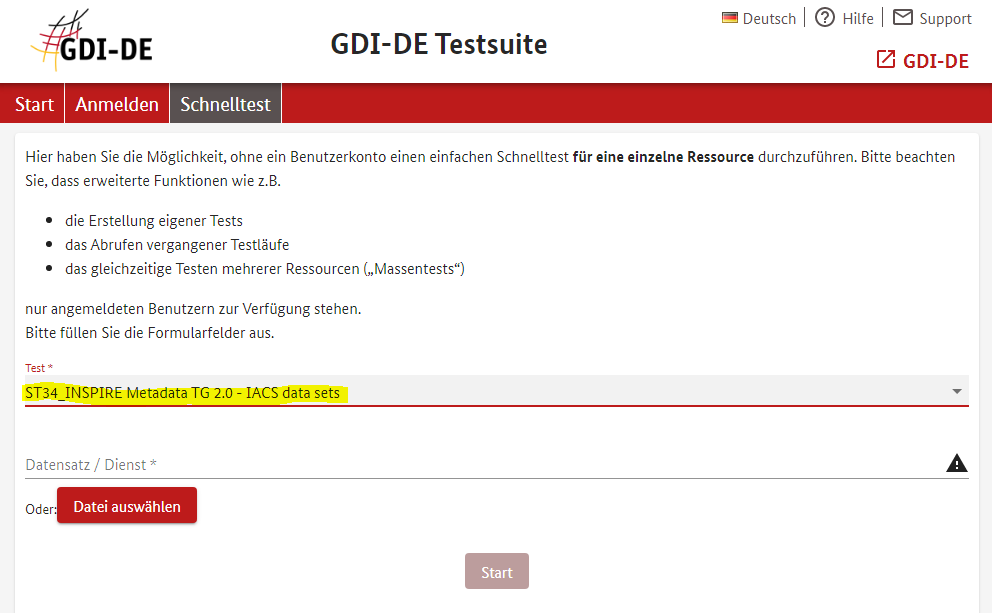 Deutsch
Hilfe
Support
GDI-DE
GDI-DE Testsuite
GDI-DE
Start
Anmelden
Schnelltest
Hier haben Sie die Möglichkeit, ohne ein Benutzerkonto einen einfachen Schnelltest für eine einzelne Ressource durchzuführen. Bitte beachten
Sie, dass erweiterte Funktionen wie z.B.
• die Erstellung eigener Tests
• das Abrufen vergangener Testläufe
• das gleichzeitige Testen mehrerer Ressourcen („Massentests“)
nur angemeldeten Benutzern zur Verfügung stehen.
Bitte füllen Sie die Formularfelder aus.
Test *
ST34_INSPIRE Metadata TG 2.0 - IACS data sets
Datensatz / Dienst *
Oder: Datei auswählen
Start